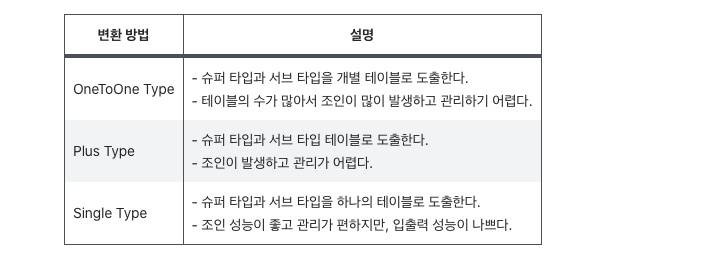 변환 방법 설명
OneToOne Type
- 슈퍼 타입과 서브 타입을 개별 테이블로 도출한다.
- 테이블의 수가 많아서 조인이 많이 발생하고 관리하기 어렵다.
Plus Type
- 슈퍼 타입과 서브 타입 테이블로 도출한다.
- 조인이 발생하고 관리가 어렵다.
Single Type
- 슈퍼 타입과 서브 타입을 하나의 테이블로 도출한다.
- 조인 성능이 좋고 관리가 편하지만, 입출력 성능이 나쁘다.